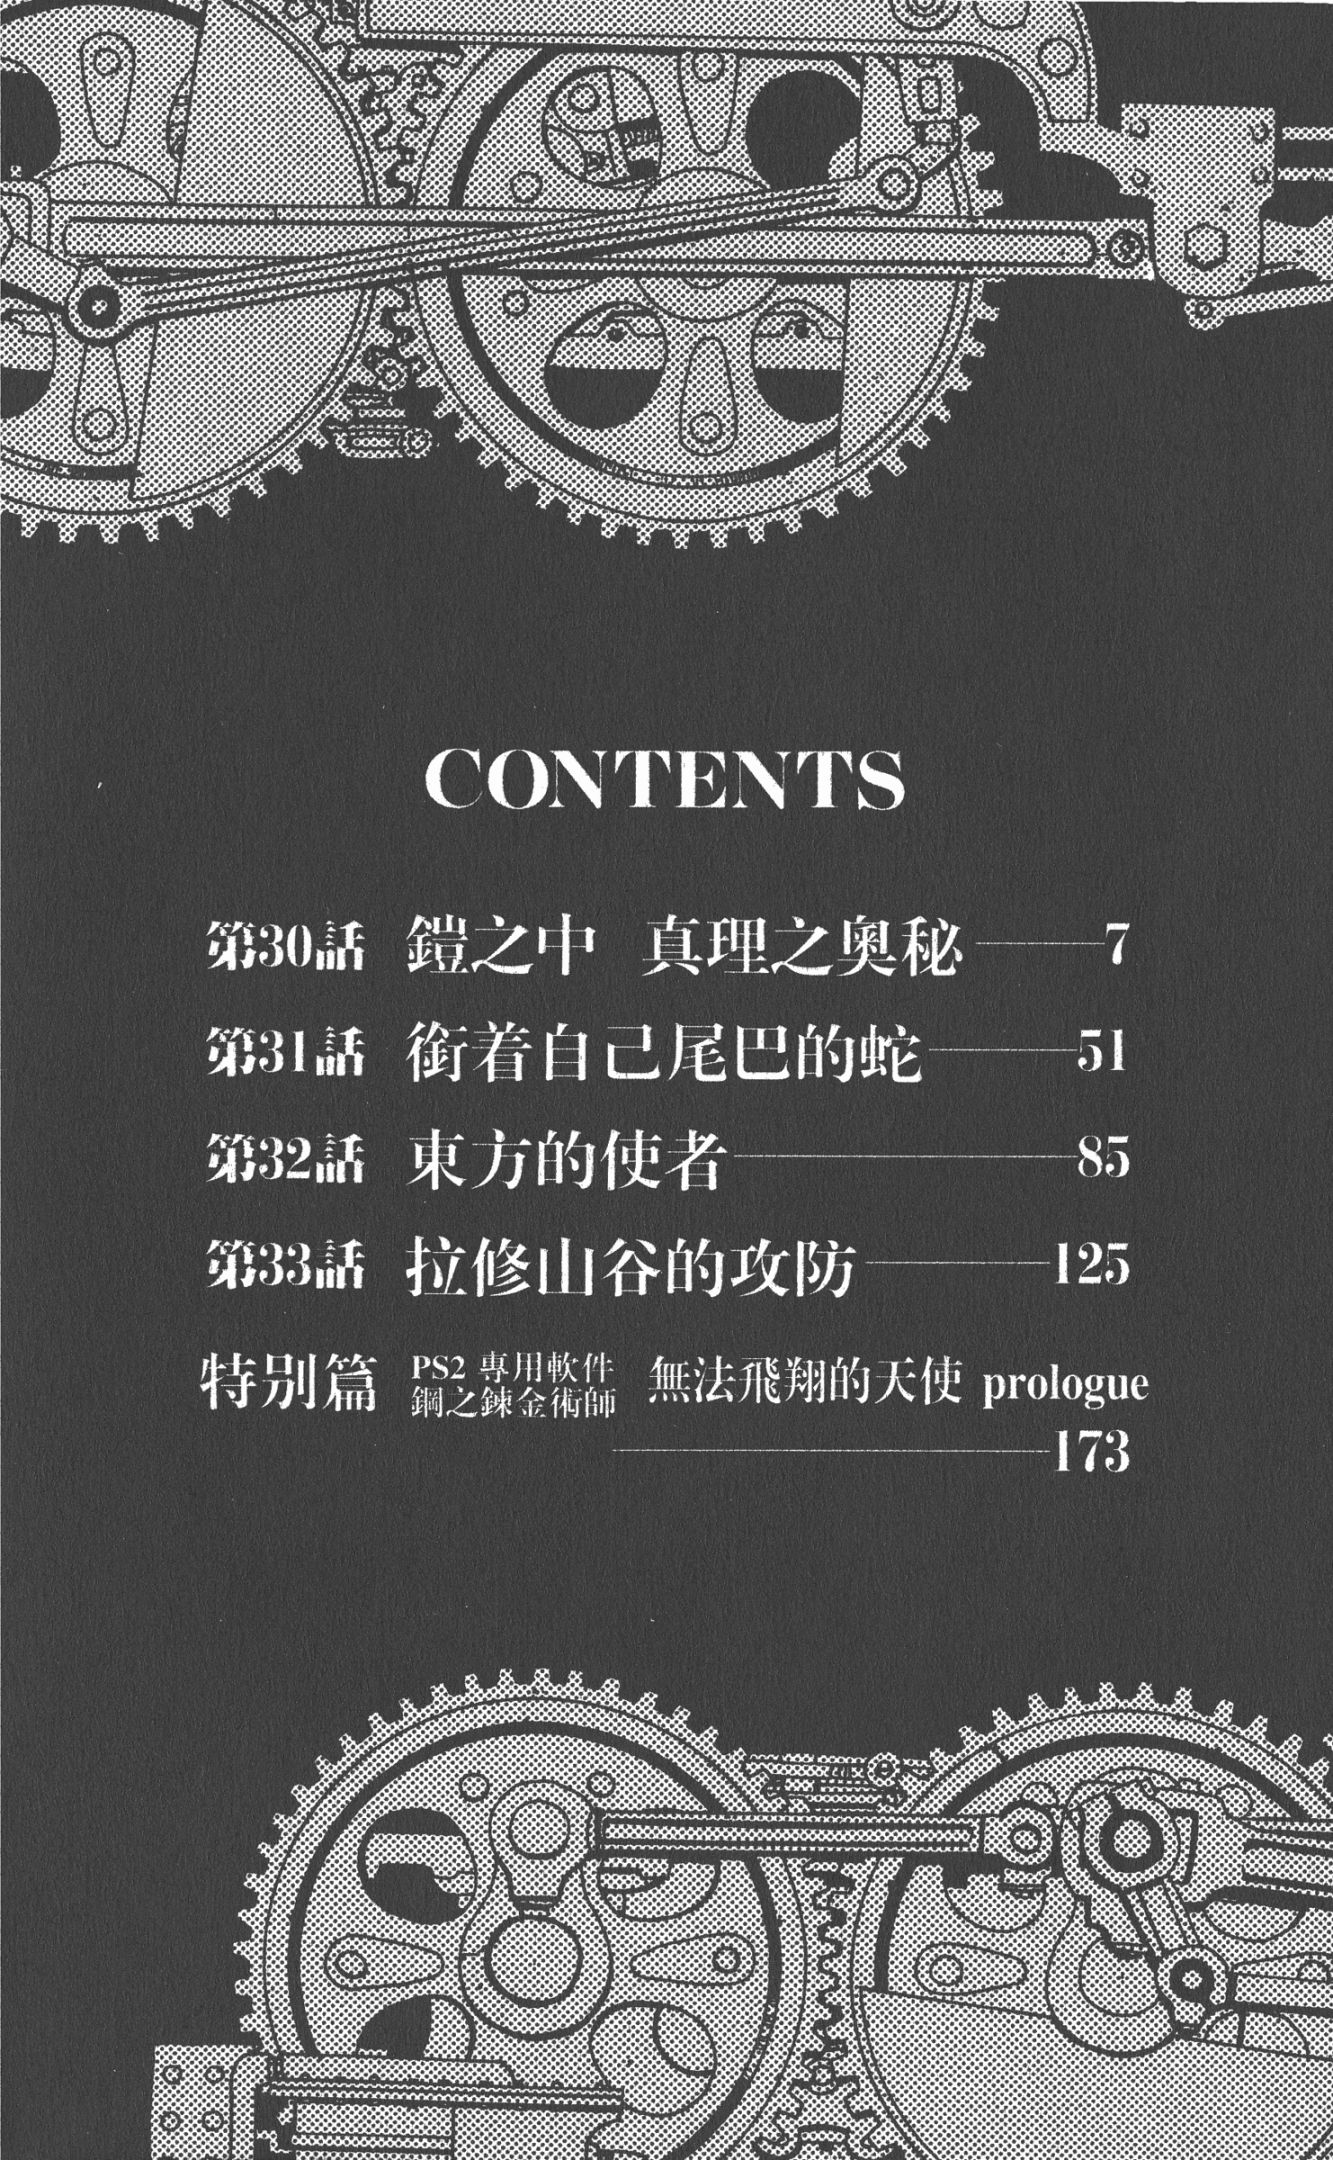 CONTENTS
第30話 鎧之中 真理之奧秘 7
第31話 銜着自己尾巴的蛇 51
第32話 東方的使者 85
第33話 拉修山谷的攻防 125
特別篇 PS2 專用軟件
鋼之鍊金術師 無法飛翔的天使 prologue
173